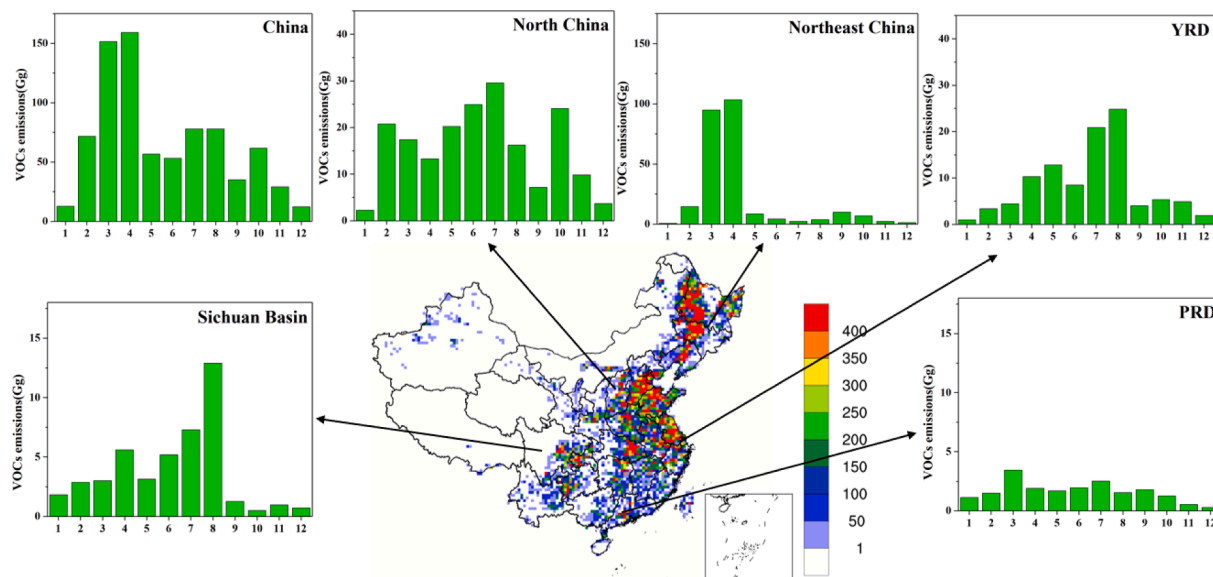 China
VOCs emissions(Gg)
150
100
50
0
1 2 3 4 5 6 7 8 9 10 11 12
North China
VOCs emissions(Gg)
40
30
20
10
0
1 2 3 4 5 6 7 8 9 10 11 12
Northeast China
VOCs emissions(Gg)
150
100
50
0
1 2 3 4 5 6 7 8 9 10 11 12
YRD
VOCs emissions(Gg)
40
30
20
10
0
1 2 3 4 5 6 7 8 9 10 11 12
Sichuan Basin
VOCs emissions(Gg)
15
10
5
0
1 2 3 4 5 6 7 8 9 10 11 12
400
350
300
250
200
150
100
50
1
PRD
VOCs emissions(Gg)
15
10
5
0
1 2 3 4 5 6 7 8 9 10 11 12